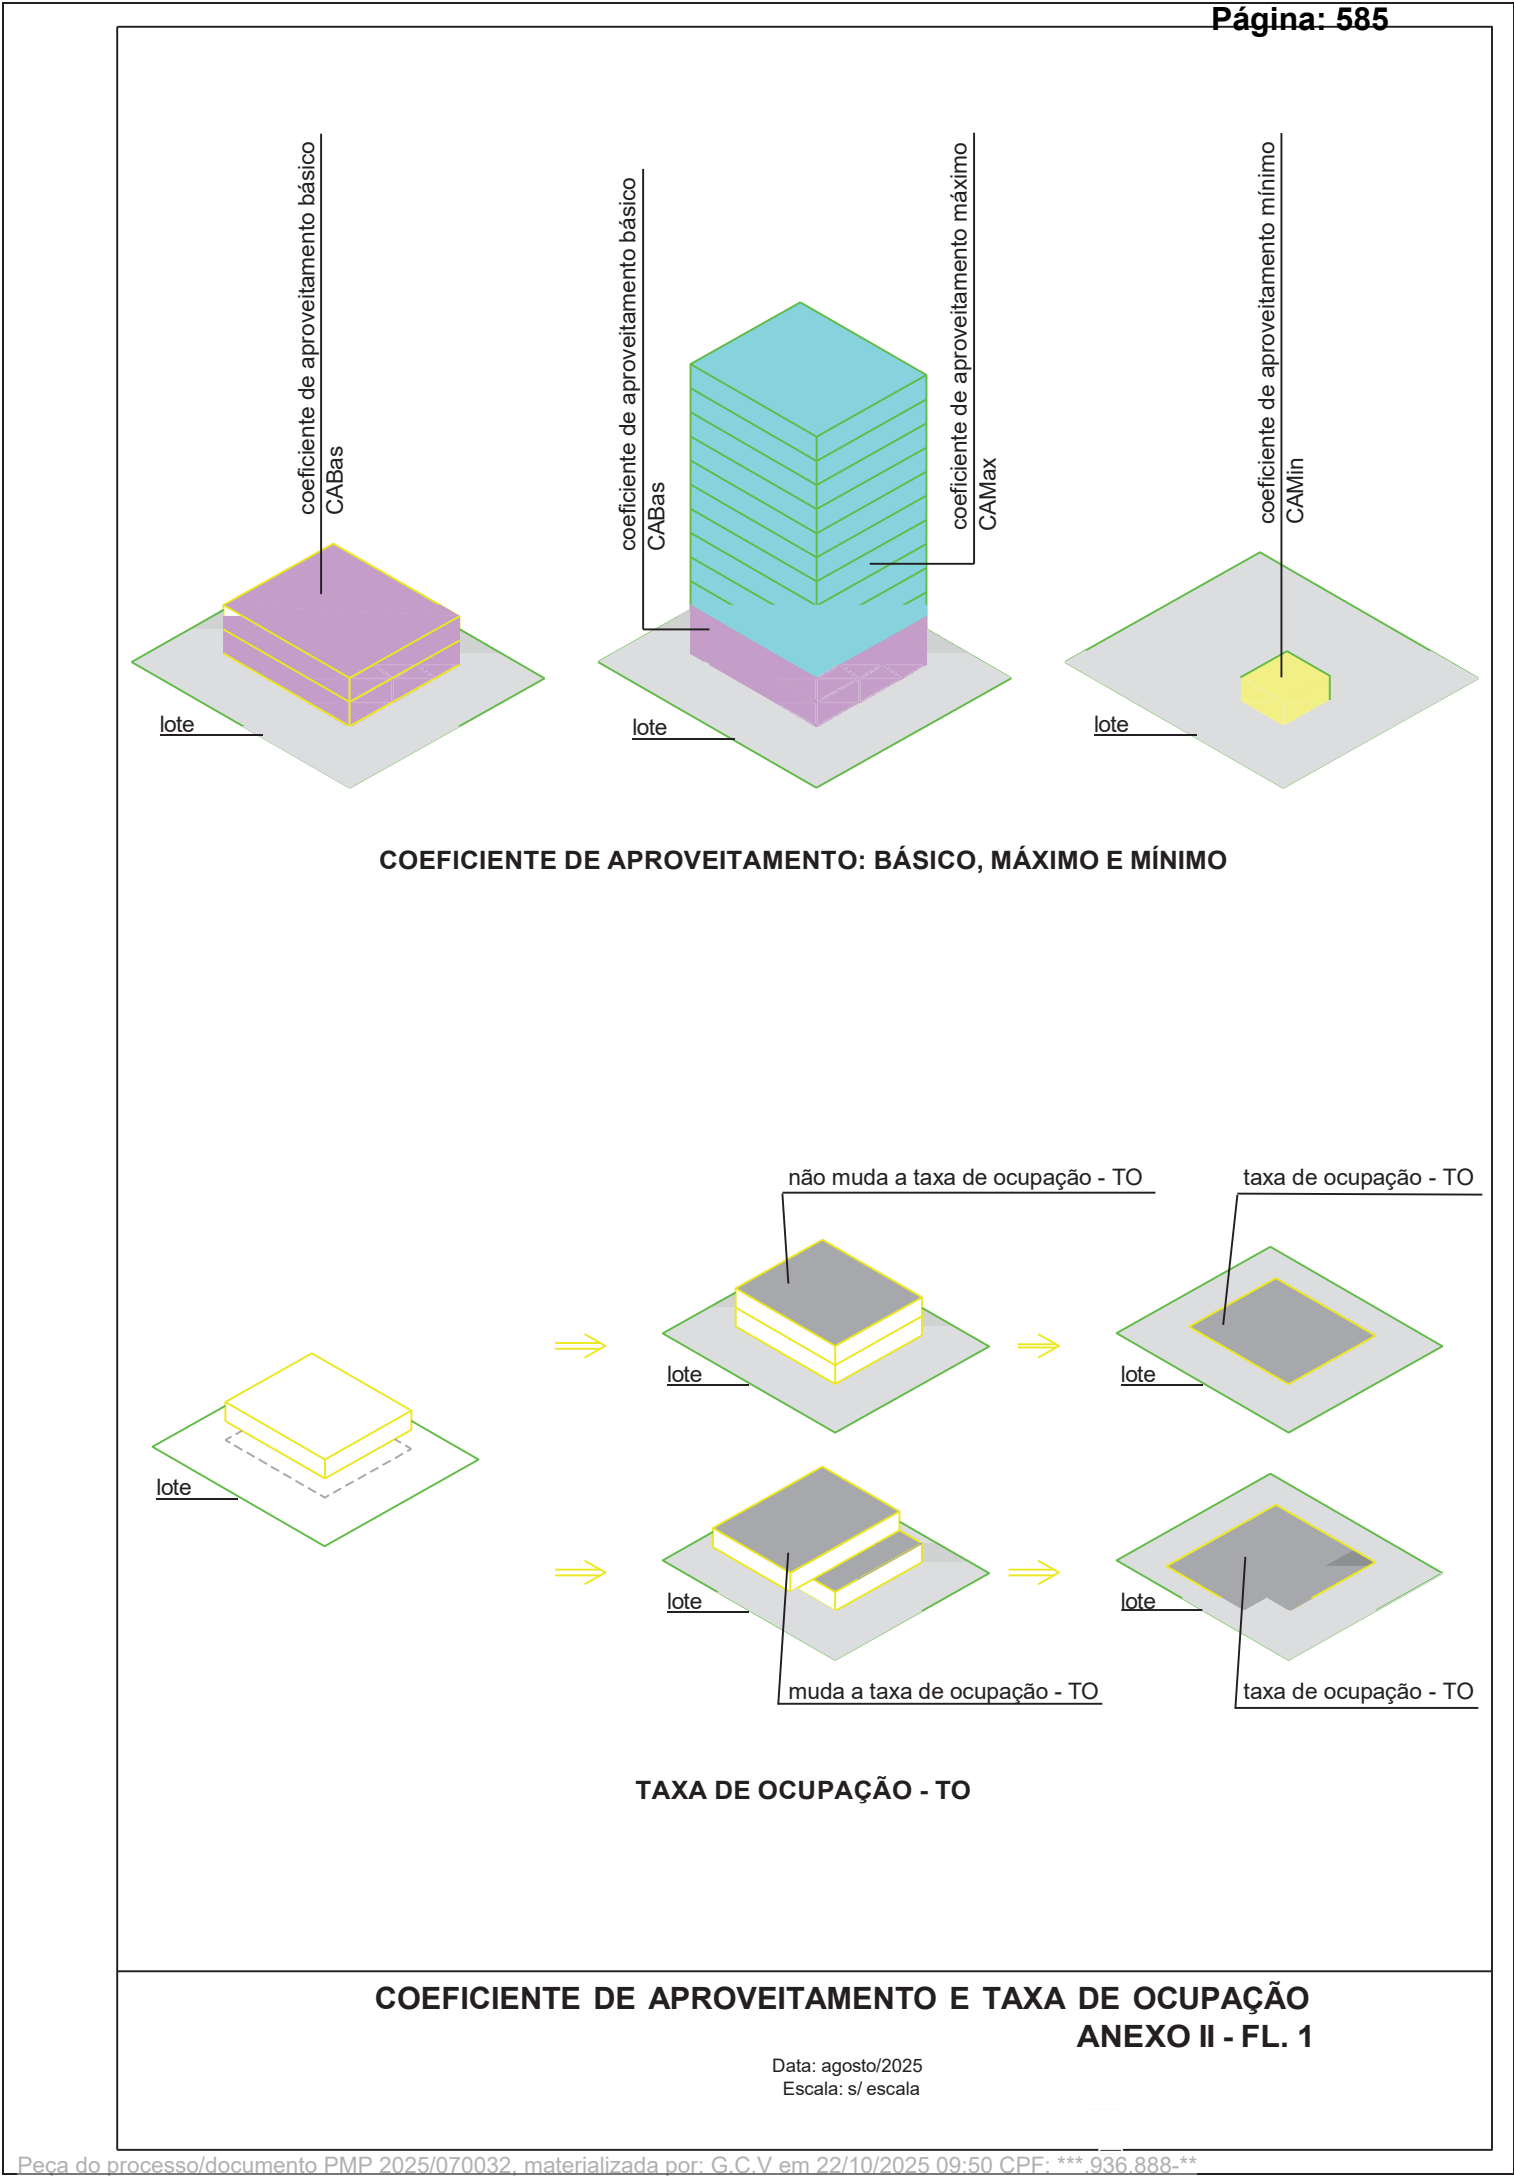 Página: 585
coeficiente de aproveitamento básico
CABas
coeficiente de aproveitamento básico
CABas
coeficiente de aproveitamento máximo
CAMax
coeficiente de aproveitamento mínimo
CAMin
lote
lote
lote
COEFICIENTE DE APROVEITAMENTO: BÁSICO, MÁXIMO E MÍNIMO
não muda a taxa de ocupação - TO
taxa de ocupação - TO
lote
lote
lote
lote
lote
muda a taxa de ocupação - TO
taxa de ocupação - TO
TAXA DE OCUPAÇÃO - TO
COEFICIENTE DE APROVEITAMENTO E TAXA DE OCUPAÇÃO
ANEXO II - FL. 1
Data: agosto/2025
Escala: s/ escala
Peça do processo/documento PMP 2025/070032, materializada por: G.C.V em 22/10/2025 09:50 CPF: ***.936.888-**